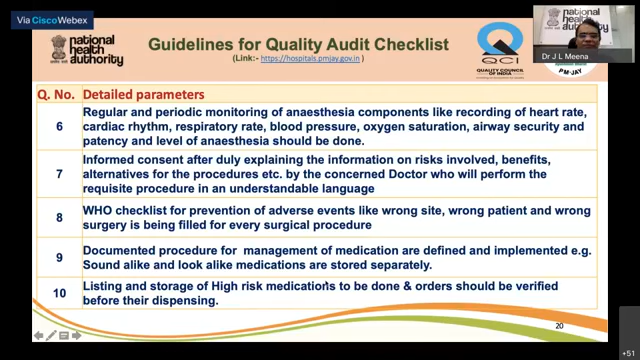 Via CiscoWebex
national
health
authority
Guidelines for Quality Audit Checklist
(Link:- https://hospitals.pmjay.gov.in )
QCI
QUALITY COUNCIL
OF INDIA
national
health
authority
Dr J L Meena
PM-JAY
Q. No. Detailed parameters
6 Regular and periodic monitoring of anaesthesia components like recording of heart rate,
cardiac rhythm, respiratory rate, blood pressure, oxygen saturation, airway security and
patency and level of anaesthesia should be done.
7 Informed consent after duly explaining the information on risks involved, benefits,
alternatives for the procedures etc. by the concerned Doctor who will perform the
requisite procedure in an understandable language
8 WHO checklist for prevention of adverse events like wrong site, wrong patient and wrong
surgery is being filled for every surgical procedure
9 Documented procedure for management of medication are defined and implemented e.g.
Sound alike and look alike medications are stored separately.
10 Listing and storage of High risk medications to be done & orders should be verified
before their dispensing.
20
+51